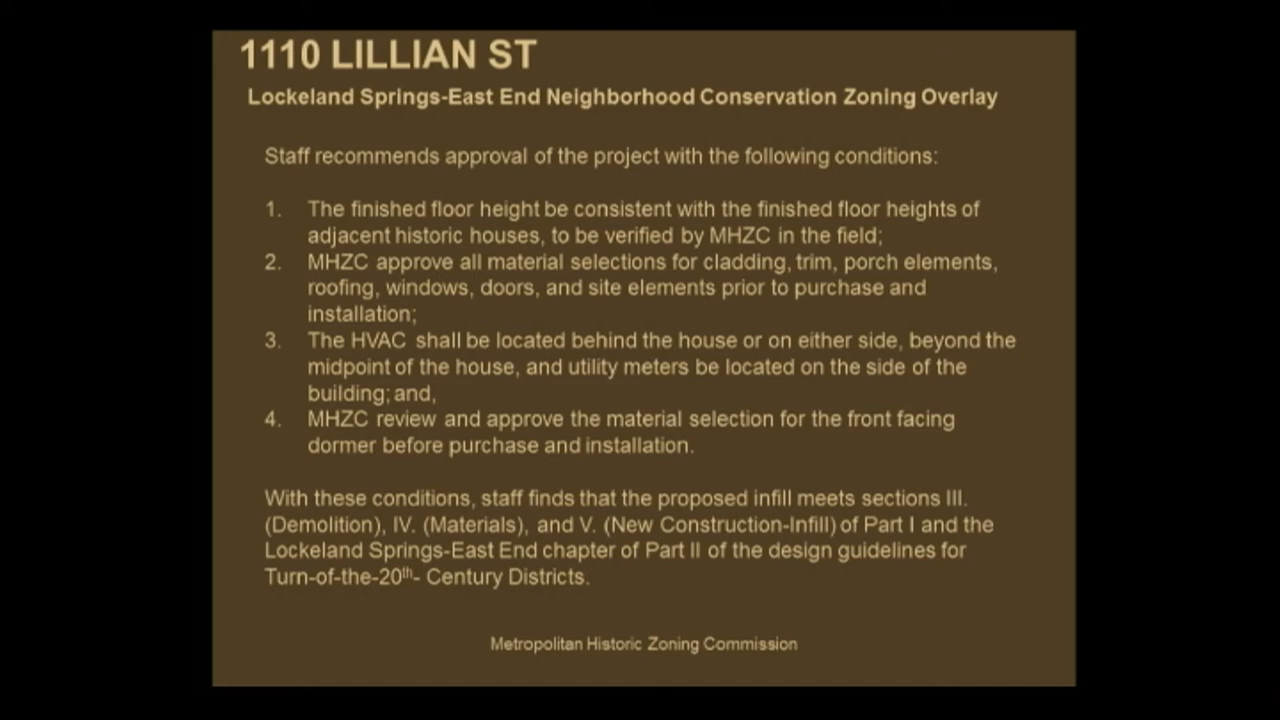 1110 LILLIAN ST
Lockeland Springs-East End Neighborhood Conservation Zoning Overlay
Staff recommends approval of the project with the following conditions:
1. The finished floor height be consistent with the finished floor heights of
adjacent historic houses, to be verified by MHZC in the field;
2. MHZC approve all material selections for cladding, trim, porch elements,
roofing, windows, doors, and site elements prior to purchase and
installation;
3. The HVAC shall be located behind the house or on either side, beyond the
midpoint of the house, and utility meters be located on the side of the
building; and,
4. MHZC review and approve the material selection for the front facing
dormer before purchase and installation.
With these conditions, staff finds that the proposed infill meets sections III.
(Demolition), IV. (Materials), and V. (New Construction-Infill) of Part I and the
Lockeland Springs-East End chapter of Part II of the design guidelines for
Turn-of-the-20th- Century Districts.
Metropolitan Historic Zoning Commission